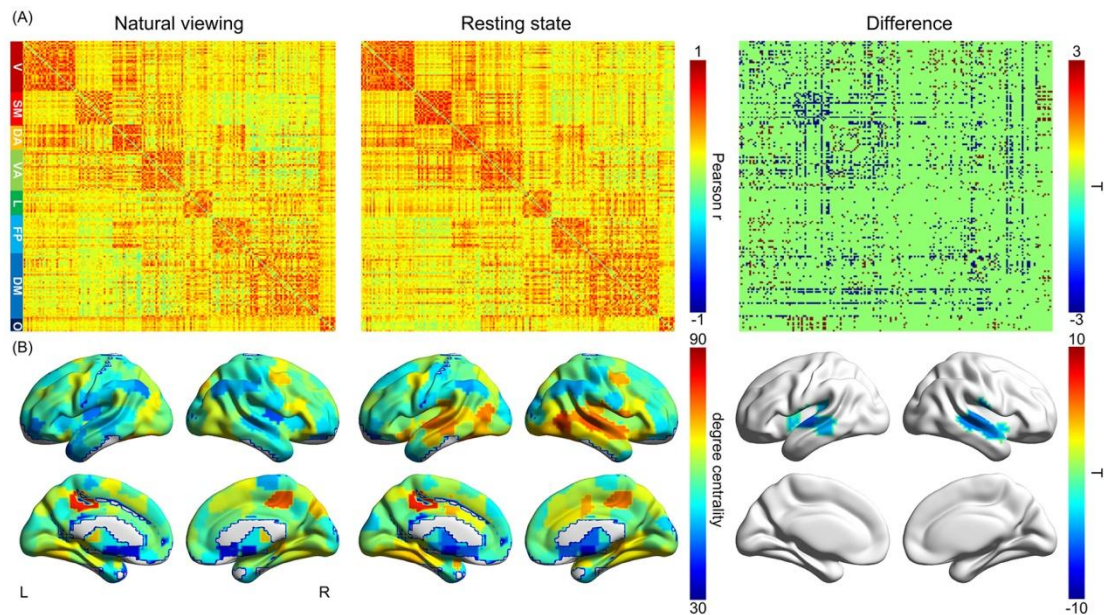 (A)
Natural viewing
Resting state
Difference
V
SM
DA
VA
L
FP
DM
O
1
Pearson r
-1
3
T
-3
(B)
90
degree centrality
30
10
T
-10
L
R